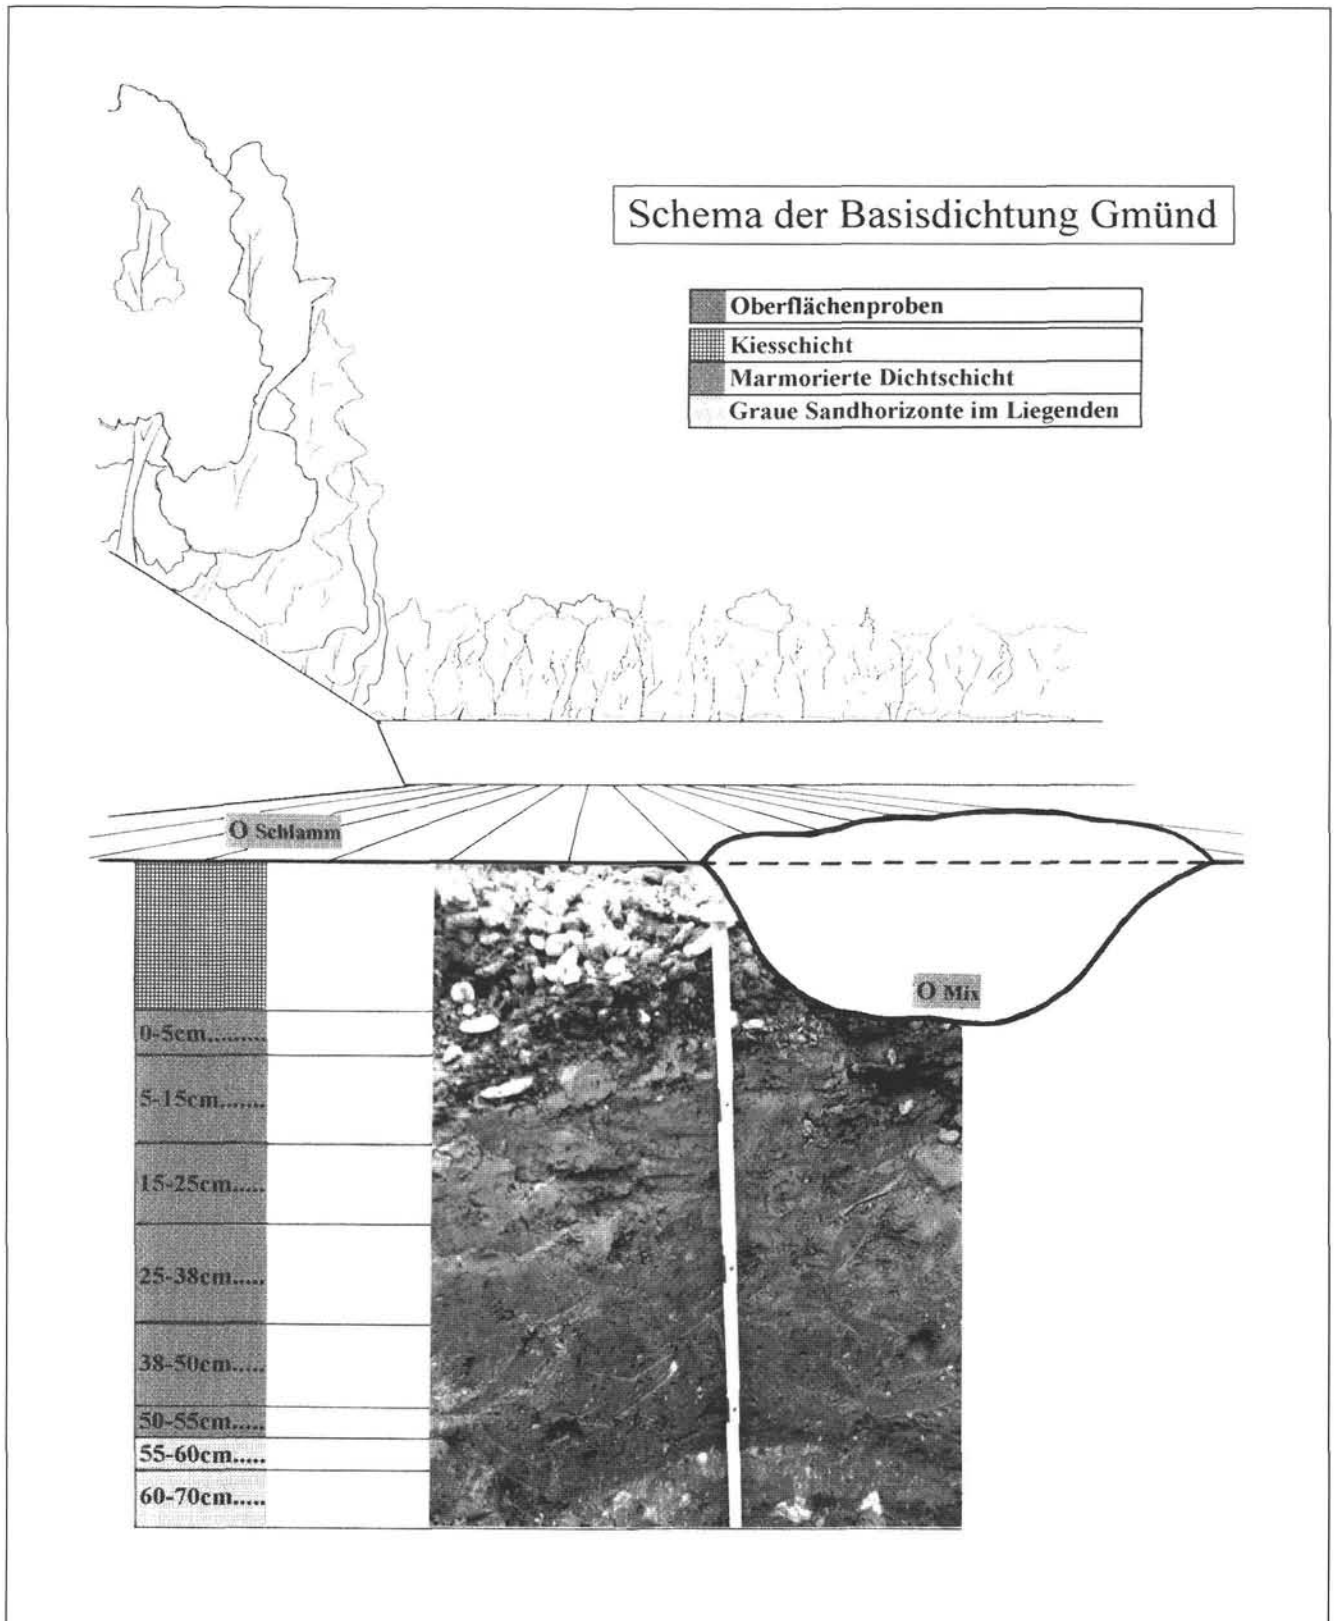 Schema der Basisdichtung Gmünd
Oberflächenproben
Kiesschicht
Marmorierte Dichtschicht
Graue Sandhorizonte im Liegenden
O Schlamm
O Mix
0-5cm.........
5-15cm.......
15-25cm.....
25-38cm.....
38-50cm.....
50-55cm.....
55-60cm.....
60-70cm.....